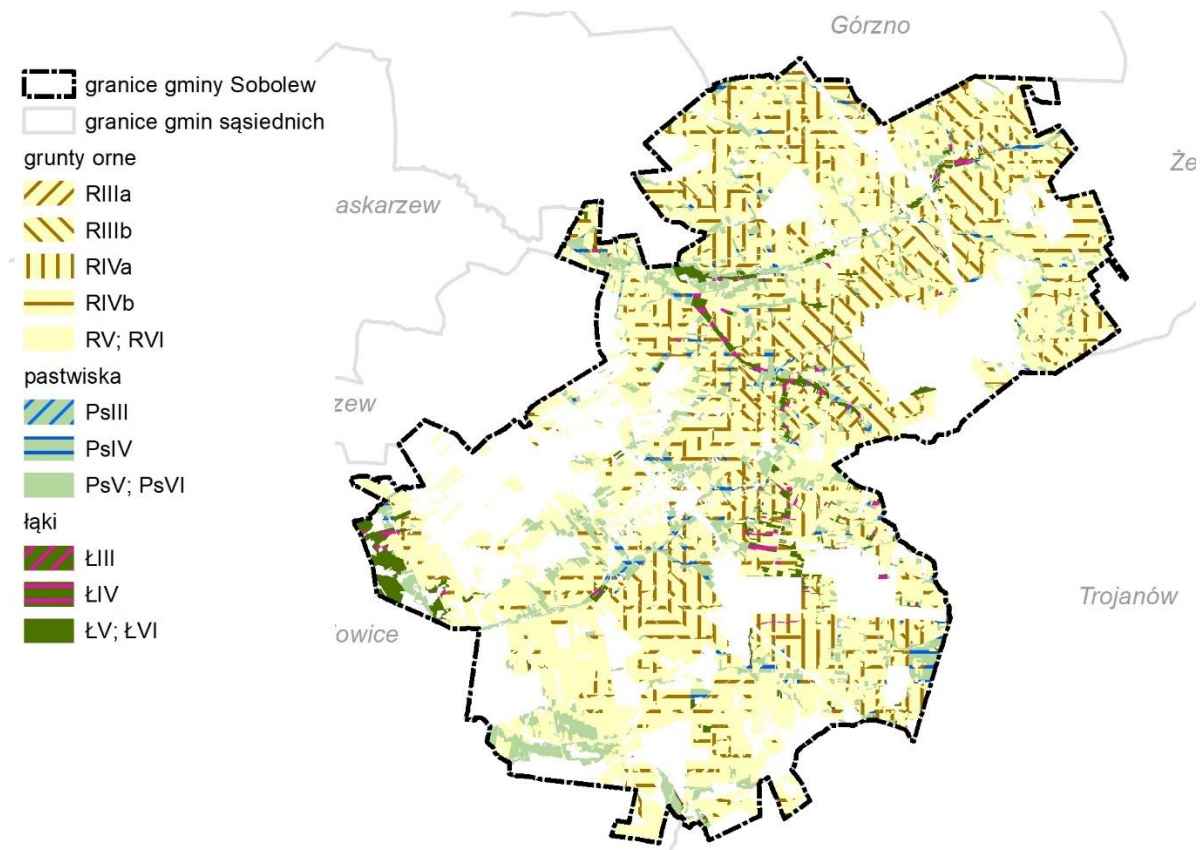 Górzno
granice gminy Sobolew
granice gmin sąsiednich
grunty orne
RIIIa
RIIIb
RIVa
RIVb
RV; RVI
pastwiska
PsIII
PsIV
PsV; PsVI
łąki
ŁIII
ŁIV
ŁV; ŁVI
Że
askarzew
zew
Trojanów
owice